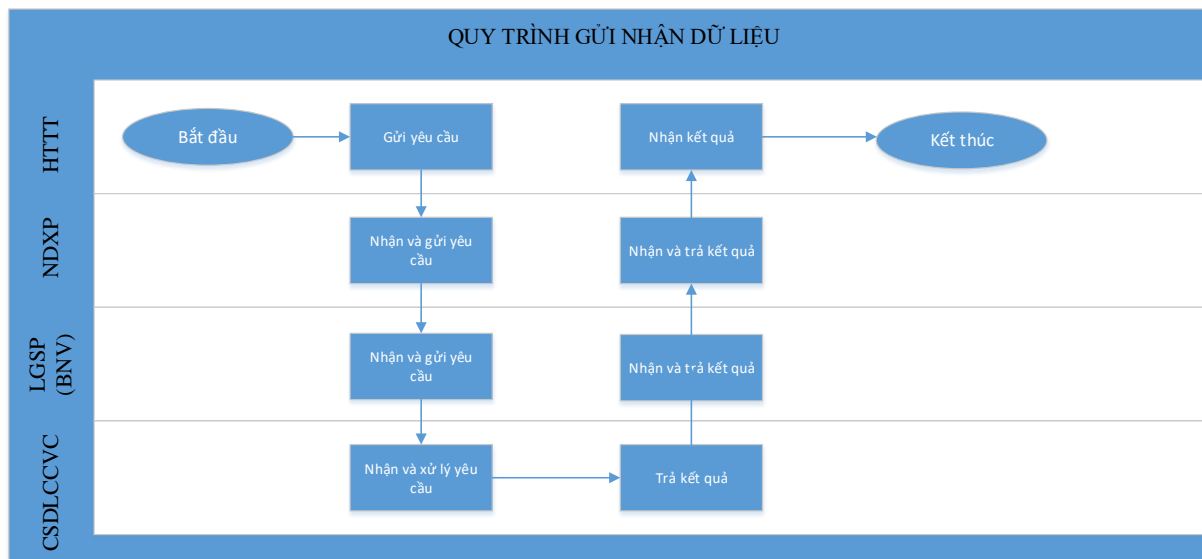 QUY TRÌNH GỬI NHẬN DỮ LIỆU
HTTT
Bắt đầu
Gửi yêu cầu
Nhận kết quả
Kết thúc
NDXP
Nhận và gửi yêu
cầu
Nhận và trả kết quả
LGSP
(BNV)
Nhận và gửi yêu
cầu
Nhận và trả kết quả
CSDLCCVC
Nhận và xử lý yêu
cầu
Trả kết quả